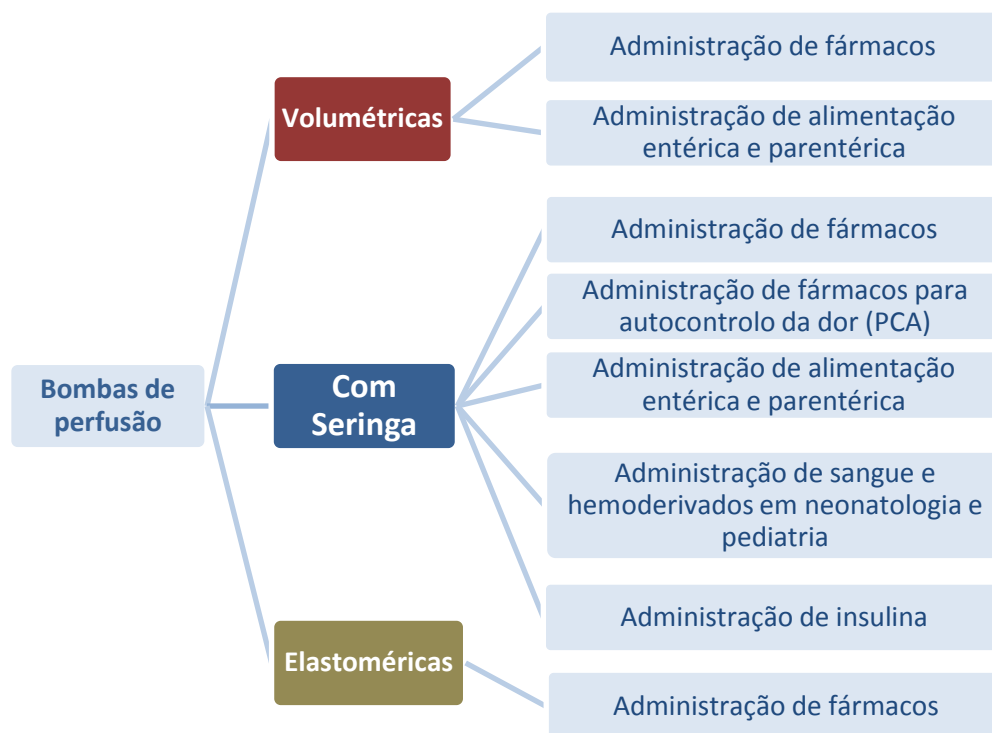 Bombas de
perfusão
Volumétricas
Administração de fármacos
Administração de alimentação
entérica e parentérica
Com
Seringa
Administração de fármacos
Administração de fármacos para
autocontrolo da dor (PCA)
Administração de alimentação
entérica e parentérica
Administração de sangue e
hemoderivados em neonatologia e
pediatria
Administração de insulina
Elastoméricas
Administração de fármacos